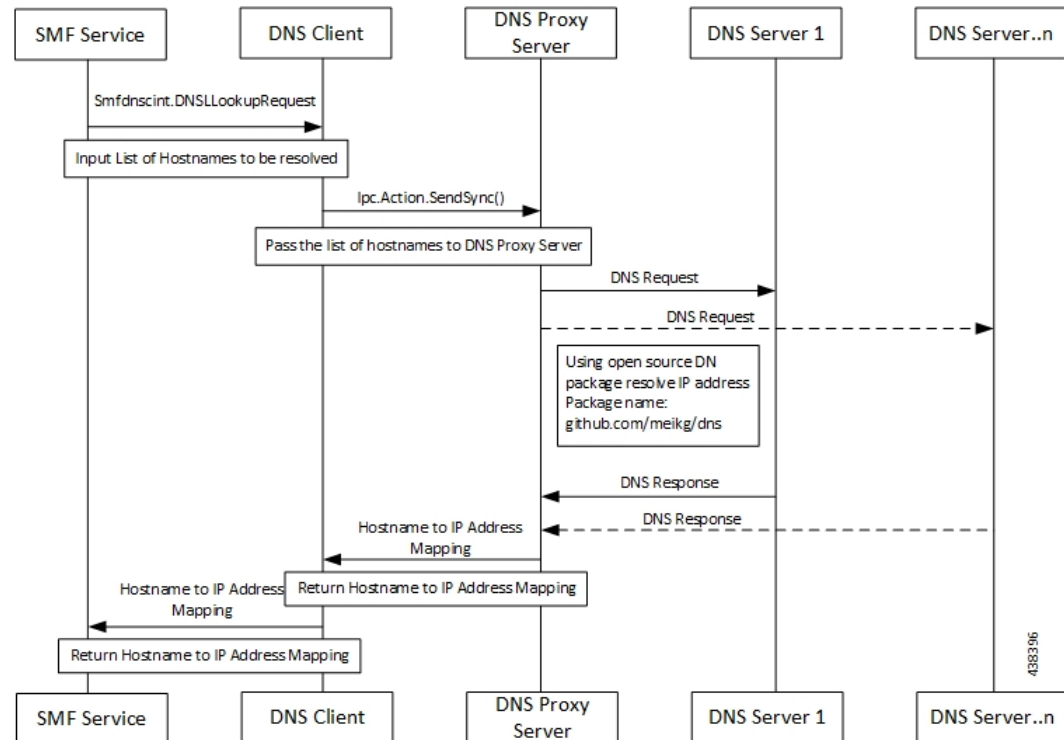 SMF Service
DNS Client
DNS Proxy
Server
DNS Server 1
DNS Server..n
Smfdnscint.DNSLLookupRequest
Input List of Hostnames to be resolved
Ipc.Action.SendSync()
Pass the list of hostnames to DNS Proxy Server
DNS Request
DNS Request
Using open source DN
package resolve IP address
Package name:
github.com/meikg/dns
DNS Response
DNS Response
Hostname to IP Address
Mapping
Return Hostname to IP Address Mapping
Hostname to IP Address
Mapping
Return Hostname to IP Address Mapping
438396
SMF Service
DNS Client
DNS Proxy
Server
DNS Server 1
DNS Server..n